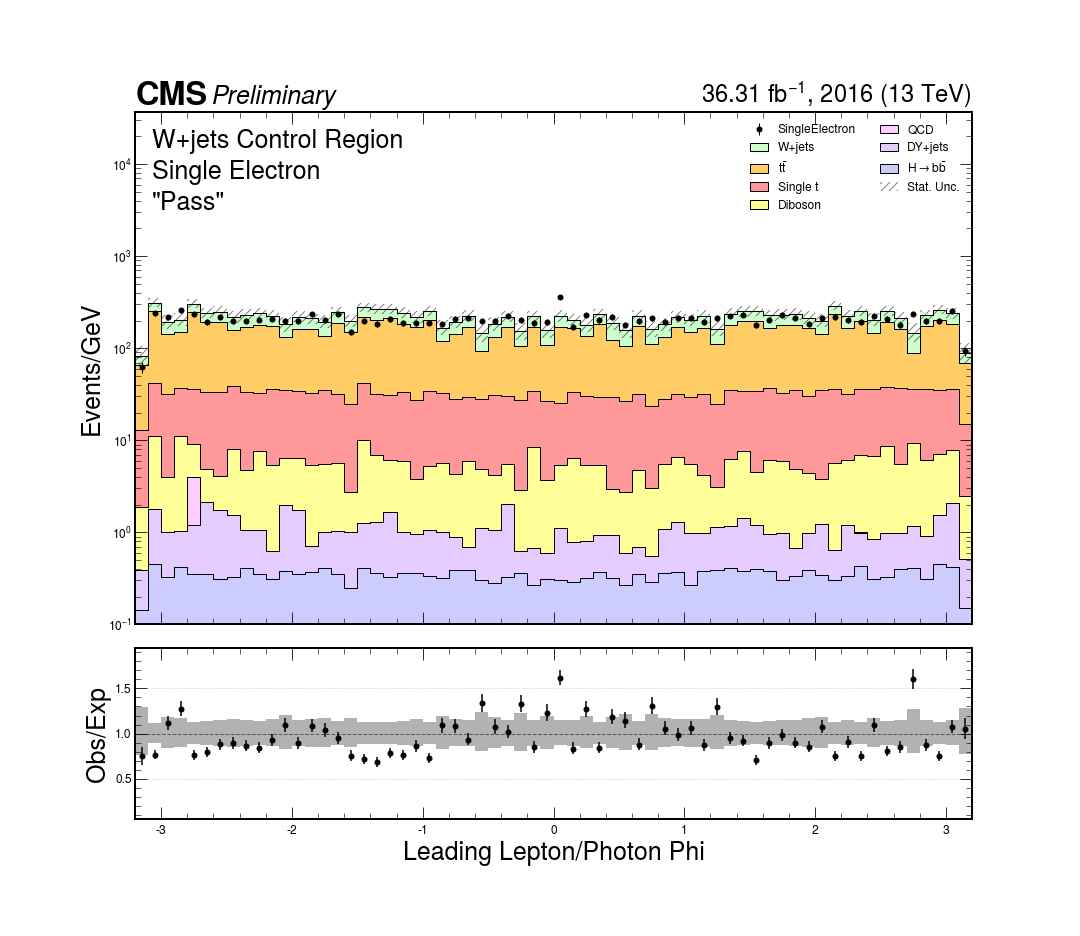 CMS Preliminary
36.31 fb⁻¹, 2016 (13 TeV)
W+jets Control Region
Single Electron
"Pass"
SingleElectron
W+jets
tt̄
Single t
Diboson
QCD
DY+jets
H→bb̄
Stat. Unc.
Events/GeV
10⁴
10³
10²
10¹
10⁰
10⁻¹
Obs/Exp
1.5
1.0
0.5
-3 -2 -1 0 1 2 3
Leading Lepton/Photon Phi